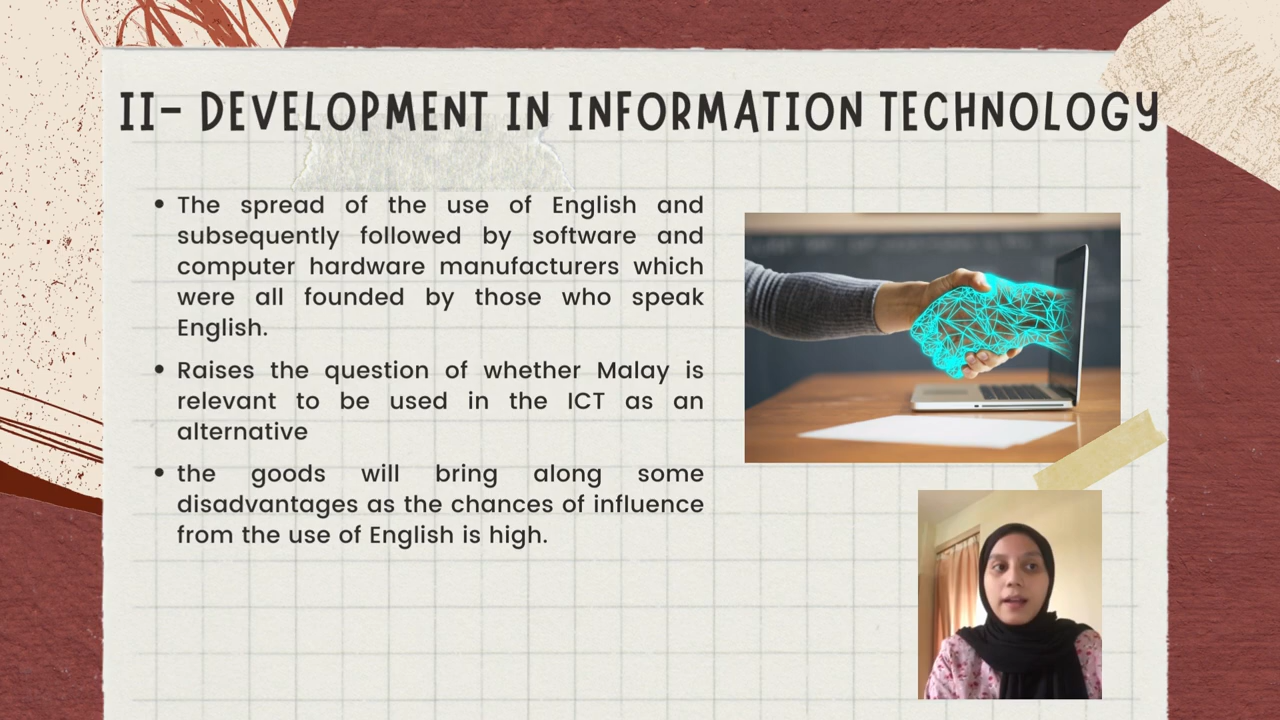 II- DEVELOPMENT IN INFORMATION TECHNOLOGY
• The spread of the use of English and
subsequently followed by software and
computer hardware manufacturers which
were all founded by those who speak
English.
• Raises the question of whether Malay is
relevant to be used in the ICT as an
alternative
• the goods will bring along some
disadvantages as the chances of influence
from the use of English is high.